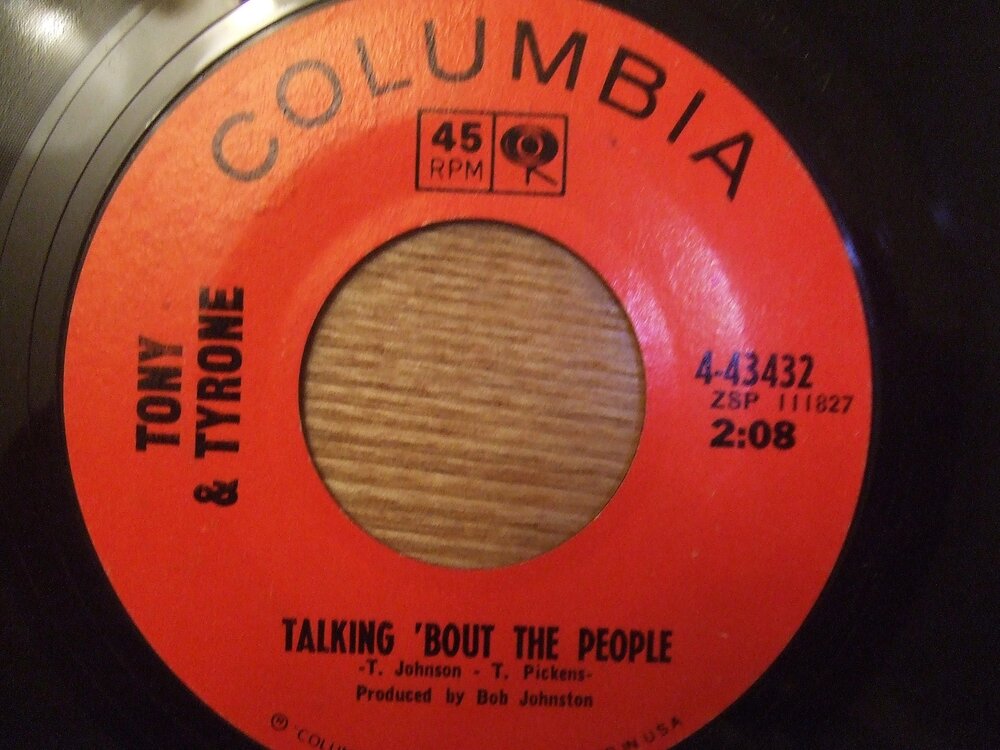 COLUMBIA
45
RPM
TONY
& TYRONE
4-43432
ZSP 111827
2:08
TALKING 'BOUT THE PEOPLE
-T. Johnson - T. Pickens-
Produced by Bob Johnston
IN U S A